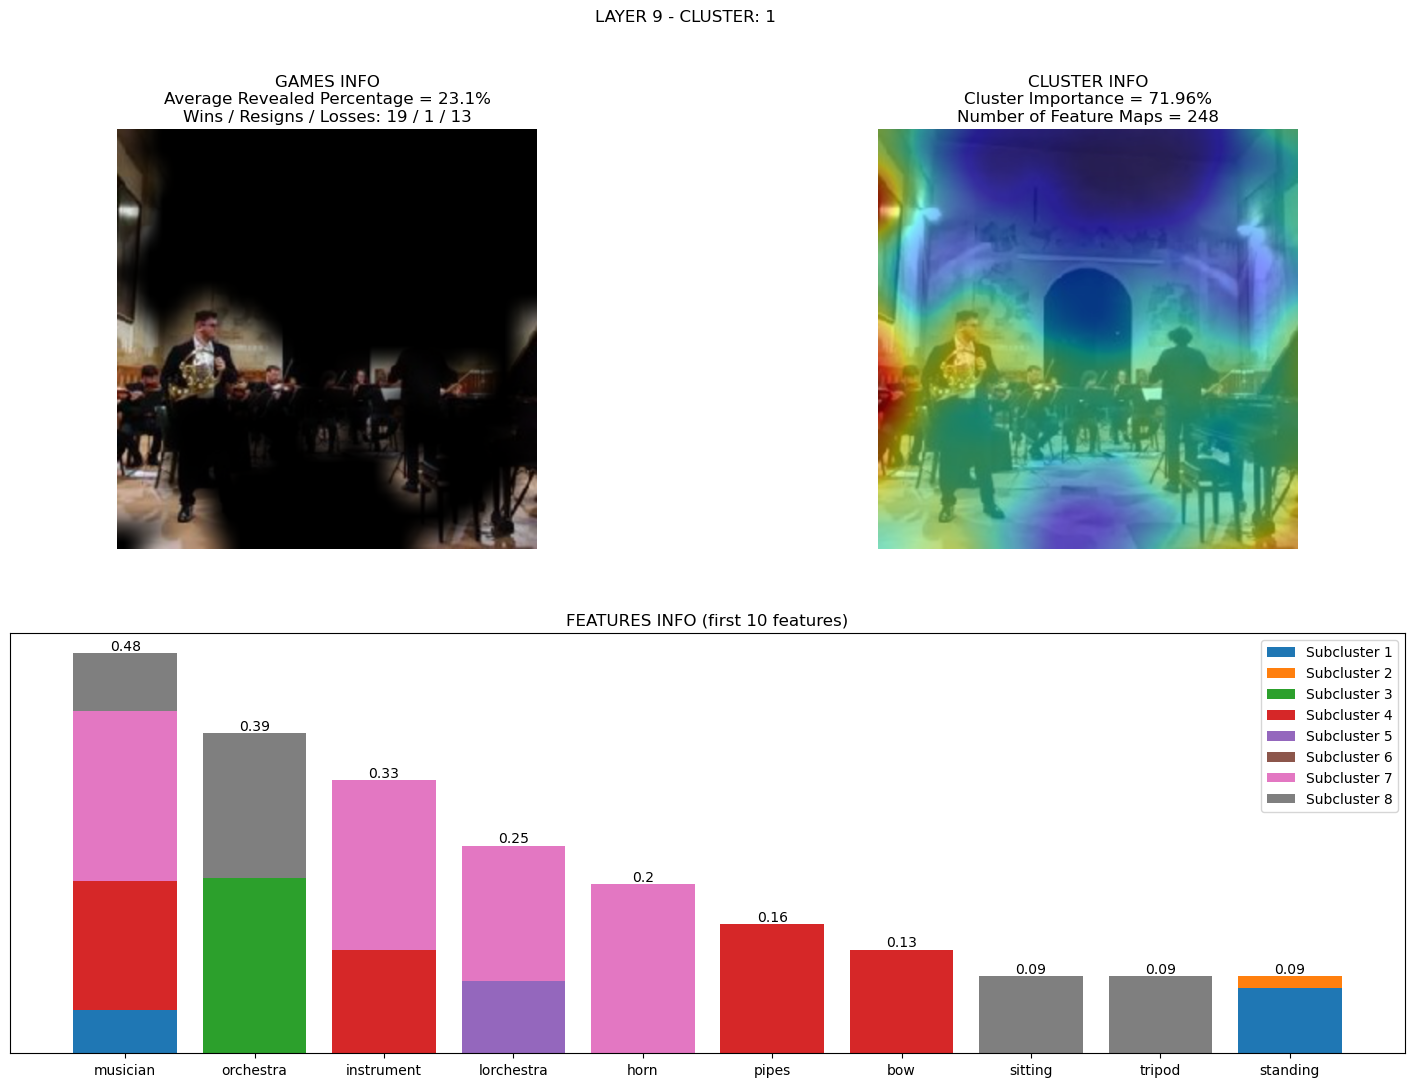 LAYER 9 - CLUSTER: 1
GAMES INFO
Average Revealed Percentage = 23.1%
Wins / Resigns / Losses: 19 / 1 / 13
CLUSTER INFO
Cluster Importance = 71.96%
Number of Feature Maps = 248
FEATURES INFO (first 10 features)
0.48
0.39
0.33
0.25
0.2
0.16
0.13
0.09
0.09
0.09
Subcluster 1
Subcluster 2
Subcluster 3
Subcluster 4
Subcluster 5
Subcluster 6
Subcluster 7
Subcluster 8
musician
orchestra
instrument
lorchestra
horn
pipes
bow
sitting
tripod
standing